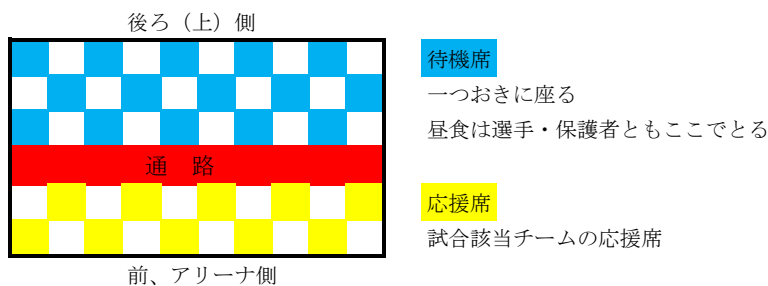 後ろ（上）側
待機席
一つおきに座る
昼食は選手・保護者ともここでとる
通　路
応援席
試合該当チームの応援席
前、アリーナ側